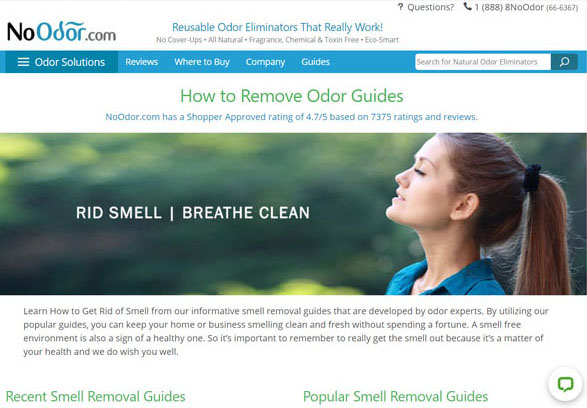 ? Questions? 1 (888) 8NoOdor (66-6367)
NoOdor.com
Reusable Odor Eliminators That Really Work!
No Cover-Ups • All Natural • Fragrance, Chemical & Toxin Free • Eco-Smart
Odor Solutions Reviews Where to Buy Company Guides Search for Natural Odor Eliminators
How to Remove Odor Guides
NoOdor.com has a Shopper Approved rating of 4.7/5 based on 7375 ratings and reviews.
RID SMELL | BREATHE CLEAN
Learn How to Get Rid of Smell from our informative smell removal guides that are developed by odor experts. By utilizing our
popular guides, you can keep your home or business smelling clean and fresh without spending a fortune. A smell free
environment is also a sign of a healthy one. So it's important to remember to really get the smell out because it's a matter of
your health and we do wish you well.
Recent Smell Removal Guides
Popular Smell Removal Guides